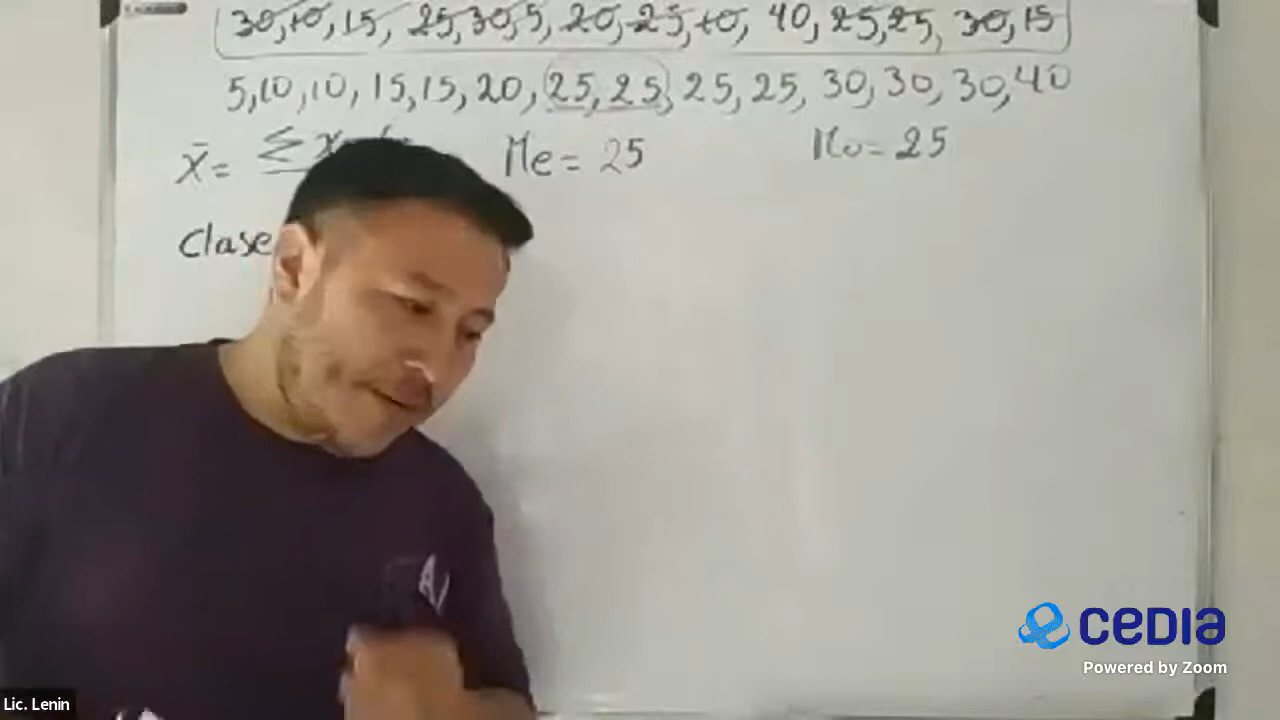 30, 10, 15, 25, 30, 5, 20, 25, 10, 40, 25, 25, 30, 15
5, 10, 10, 15, 15, 20, 25, 25, 25, 25, 30, 30, 30, 40
x̄ = Σ x Me = 25 Mo = 25
Clase
CEDIA
Powered by Zoom
Lic. Lenin